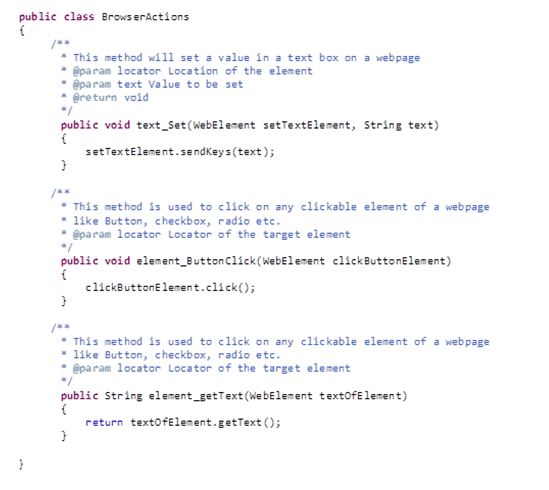 public class BrowserActions
{
/**
* This method will set a value in a text box on a webpage
* @param locator Location of the element
* @param text Value to be set
* @return void
*/
public void text_Set(WebElement setTextElement, String text)
{
setTextElement.sendKeys(text);
}
/**
* This method is used to click on any clickable element of a webpage
* like Button, checkbox, radio etc.
* @param locator Locator of the target element
*/
public void element_ButtonClick(WebElement clickButtonElement)
{
clickButtonElement.click();
}
/**
* This method is used to click on any clickable element of a webpage
* like Button, checkbox, radio etc.
* @param locator Locator of the target element
*/
public String element_getText(WebElement textOfElement)
{
return textOfElement.getText();
}
}